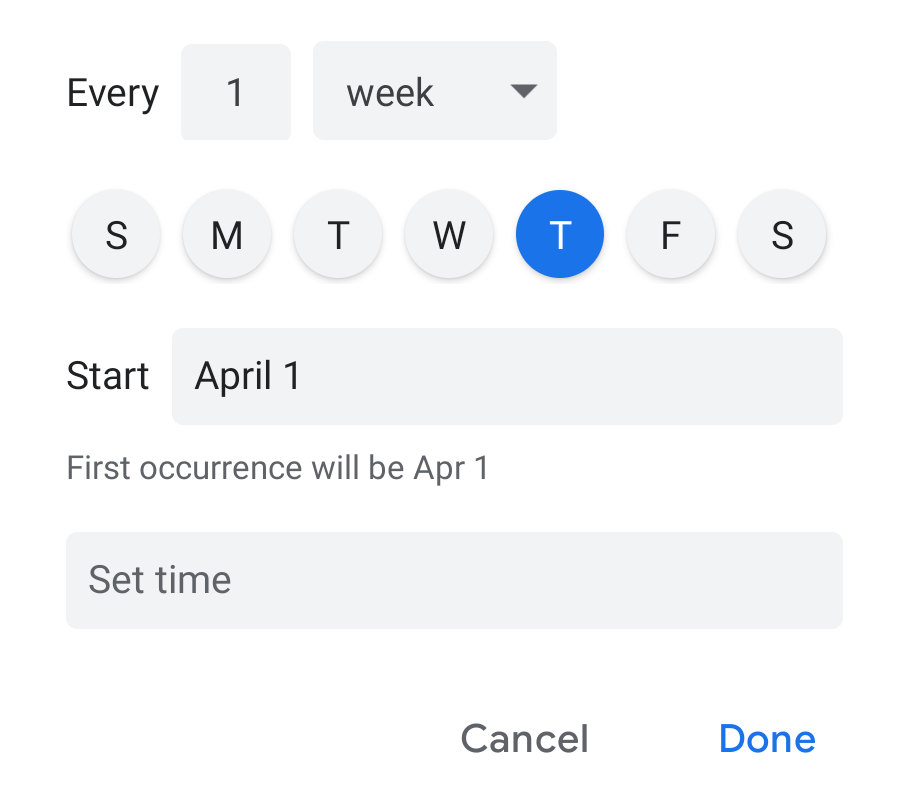 Every 1 week
S M T W T F S
Start April 1
First occurrence will be Apr 1
Set time
Cancel Done